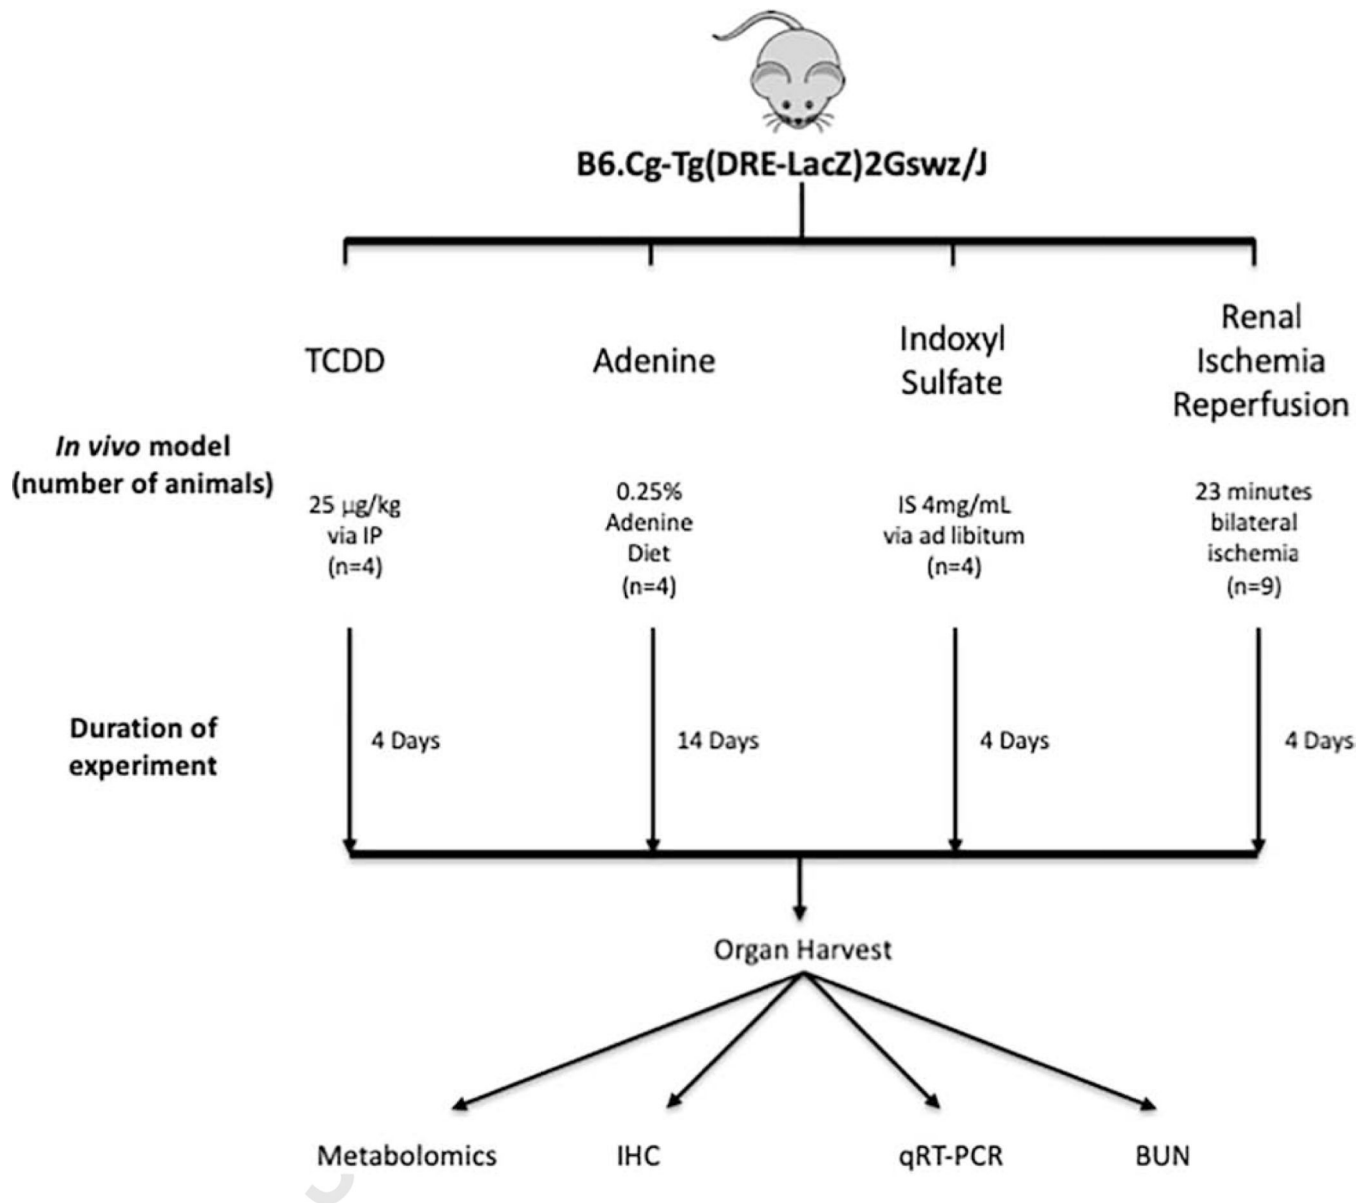 B6.Cg-Tg(DRE-LacZ)2Gswz/J
TCDD
Adenine
Indoxyl
Sulfate
Renal
Ischemia
Reperfusion
In vivo model
(number of animals)
25 µg/kg
via IP
(n=4)
0.25%
Adenine
Diet
(n=4)
IS 4mg/mL
via ad libitum
(n=4)
23 minutes
bilateral
ischemia
(n=9)
Duration of
experiment
4 Days
14 Days
4 Days
4 Days
Organ Harvest
Metabolomics
IHC
qRT-PCR
BUN